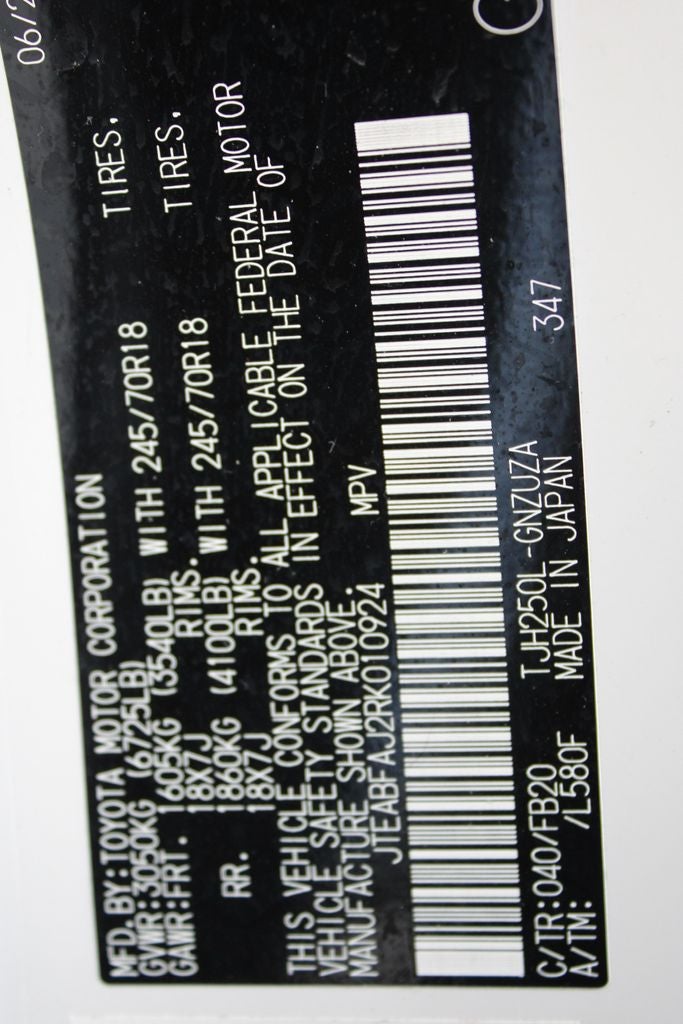 MFD.BY:TOYOTA MOTOR CORPORATION
GVWR:3050KG (6725LB)
GAWR:FRT. 1605KG (3540LB) WITH 245/70R18 TIRES,
18X7J RIMS.
RR. 1860KG (4100LB) WITH 245/70R18 TIRES,
18X7J RIMS.
THIS VEHICLE CONFORMS TO ALL APPLICABLE FEDERAL MOTOR
VEHICLE SAFETY STANDARDS IN EFFECT ON THE DATE OF
MANUFACTURE SHOWN ABOVE.
JTEABFAJ2RK010924 MPV
C/TR:040/FB20 TJH250L-GNZUZA
A/TM: /L580F MADE IN JAPAN 347